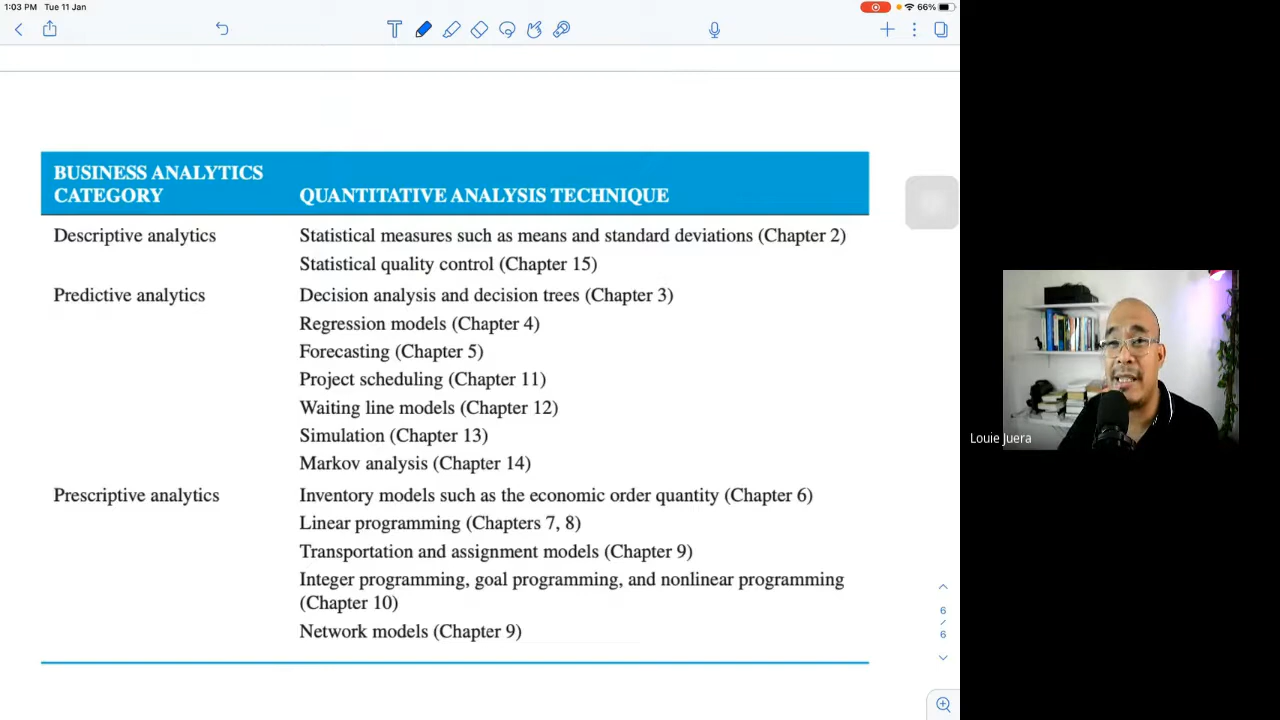 1:03 PM Tue 11 Jan
66%
BUSINESS ANALYTICS
CATEGORY
QUANTITATIVE ANALYSIS TECHNIQUE
Descriptive analytics
Statistical measures such as means and standard deviations (Chapter 2)
Statistical quality control (Chapter 15)
Predictive analytics
Decision analysis and decision trees (Chapter 3)
Regression models (Chapter 4)
Forecasting (Chapter 5)
Project scheduling (Chapter 11)
Waiting line models (Chapter 12)
Simulation (Chapter 13)
Markov analysis (Chapter 14)
Prescriptive analytics
Inventory models such as the economic order quantity (Chapter 6)
Linear programming (Chapters 7, 8)
Transportation and assignment models (Chapter 9)
Integer programming, goal programming, and nonlinear programming
(Chapter 10)
Network models (Chapter 9)
6
/
6
Louie Juera